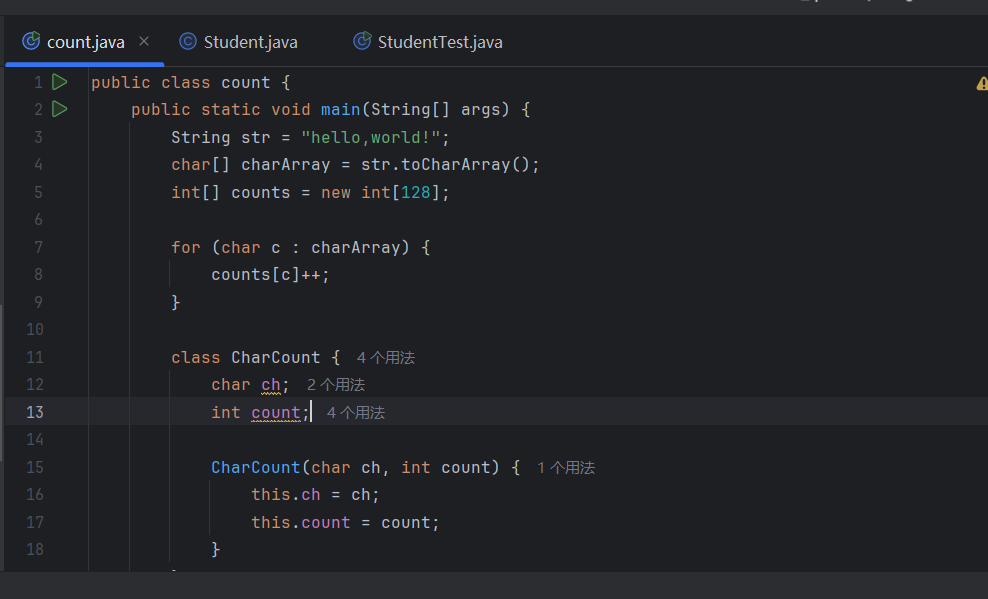 count.java × Student.java StudentTest.java
1 public class count {
2 public static void main(String[] args) {
3 String str = "hello,world!";
4 char[] charArray = str.toCharArray();
5 int[] counts = new int[128];
6
7 for (char c : charArray) {
8 counts[c]++;
9 }
10
11 class CharCount { 4 个用法
12 char ch; 2 个用法
13 int count; 4 个用法
14
15 CharCount(char ch, int count) { 1 个用法
16 this.ch = ch;
17 this.count = count;
18 }